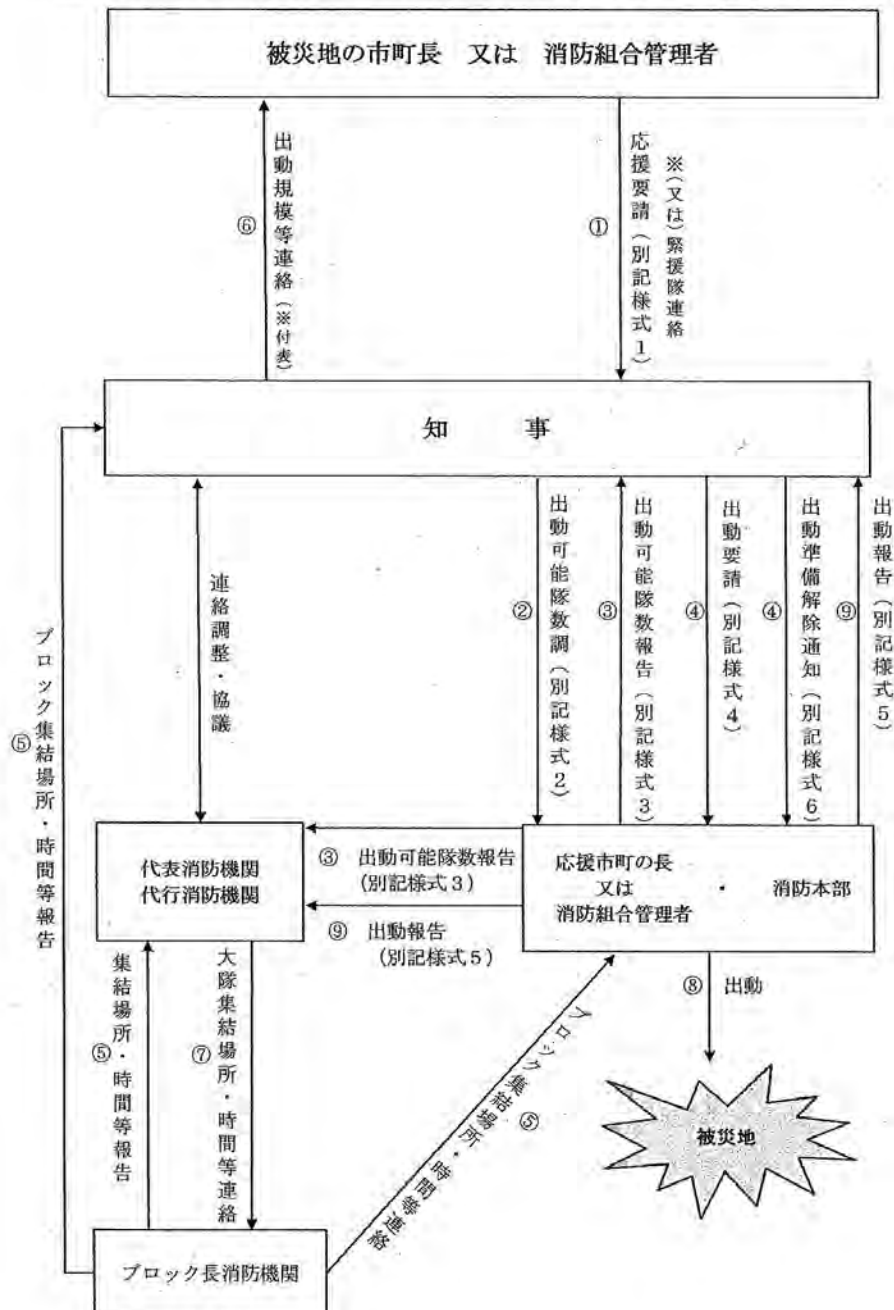 被災地の市町長　又は　消防組合管理者
⑥
出動規模等連絡（※付表）
①
応援要請（別記様式１）
※（又は）緊援隊連絡
知　　事
⑤
ブロック集結場所・時間等報告
連絡調整・協議
②
出動可能隊数調（別記様式２）
③
出動可能隊数報告（別記様式３）
④
出動要請（別記様式４）
④
出動準備解除通知（別記様式６）
⑨
出動報告（別記様式５）
代表消防機関
代行消防機関
③　出動可能隊数報告
（別記様式３）
⑨　出動報告
（別記様式５）
応援市町の長
又は　　・　消防本部
消防組合管理者
⑤
集結場所・時間等報告
⑦
大隊集結場所・時間等連絡
ブロック集結場所・時間等連絡
⑤
⑧　出動
被災地
ブロック長消防機関